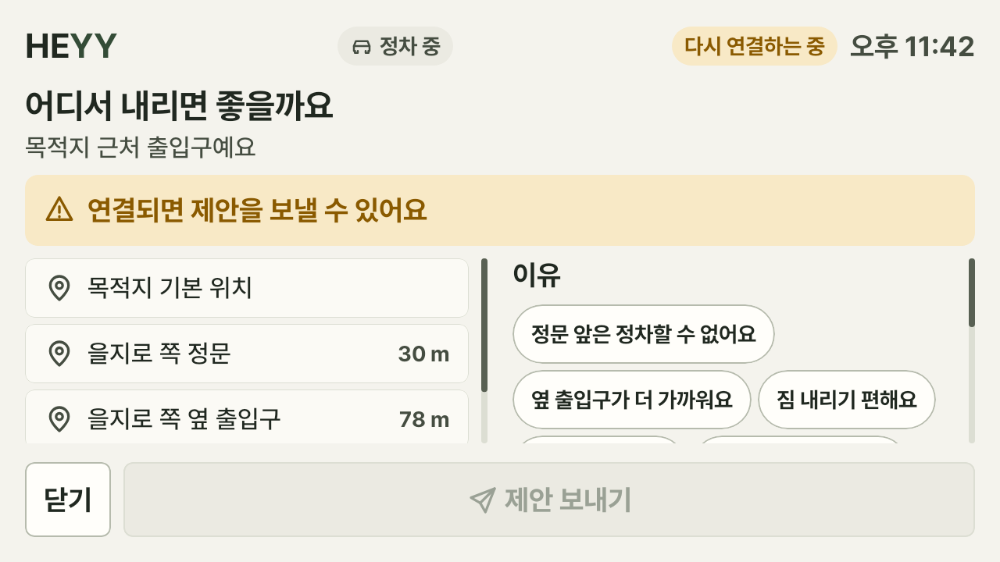 HEYY
정차 중
다시 연결하는 중
오후 11:42
어디서 내리면 좋을까요
목적지 근처 출입구예요
연결되면 제안을 보낼 수 있어요
목적지 기본 위치
을지로 쪽 정문 30 m
을지로 쪽 옆 출입구 78 m
이유
정문 앞은 정차할 수 없어요
옆 출입구가 더 가까워요
짐 내리기 편해요
닫기
제안 보내기